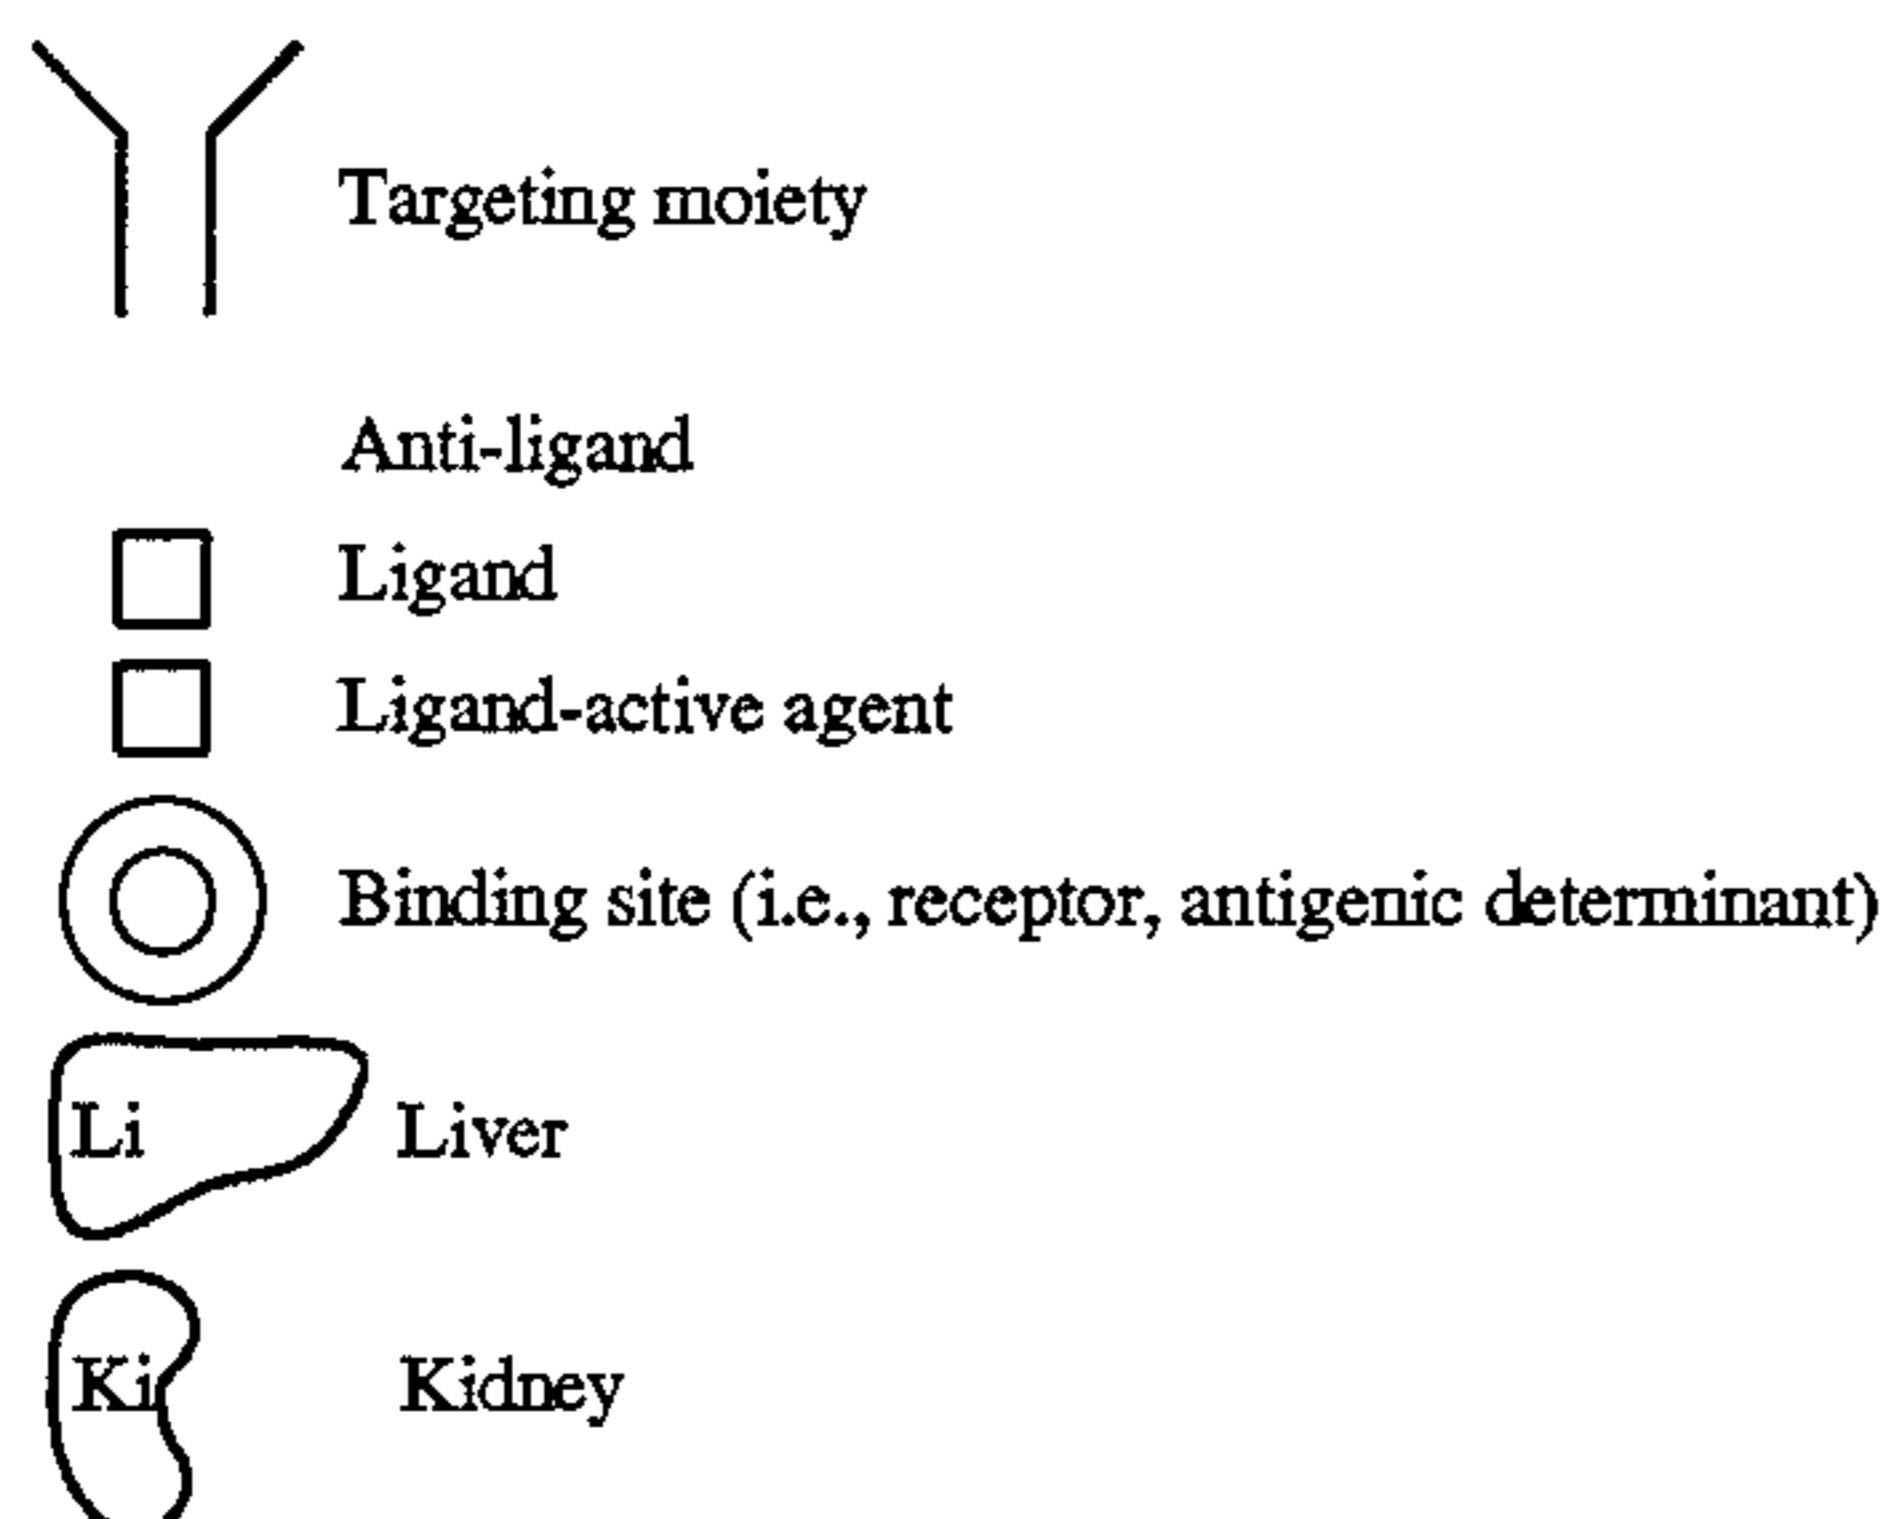 Targeting moiety
Anti-ligand
Ligand
Ligand-active agent
Binding site (i.e., receptor, antigenic determinant)
Li Liver
Ki Kidney